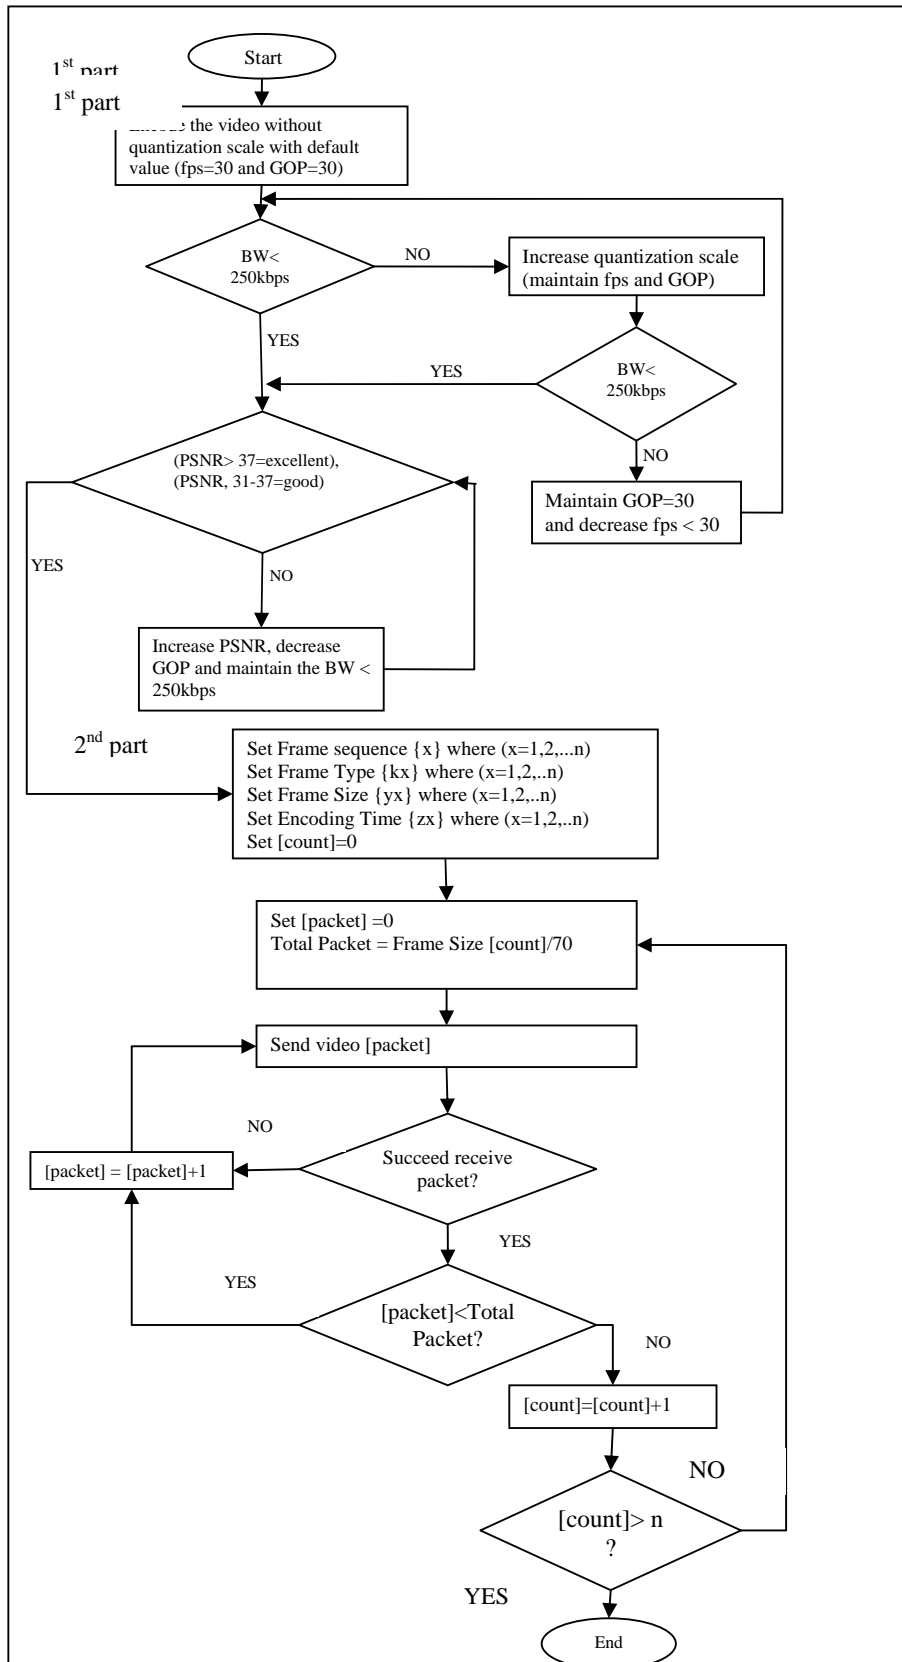 Start
1st part
1st part
the video without
quantization scale with default
value (fps=30 and GOP=30)
BW<
250kbps
NO
Increase quantization scale
(maintain fps and GOP)
YES
YES
BW<
250kbps
NO
(PSNR> 37=excellent),
(PSNR, 31-37=good)
Maintain GOP=30
and decrease fps < 30
YES
NO
Increase PSNR, decrease
GOP and maintain the BW <
250kbps
2nd part
Set Frame sequence {x} where (x=1,2,...n)
Set Frame Type {kx} where (x=1,2,..n)
Set Frame Size {yx} where (x=1,2,..n)
Set Encoding Time {zx} where (x=1,2,..n)
Set [count]=0
Set [packet] =0
Total Packet = Frame Size [count]/70
Send video [packet]
NO
[packet] = [packet]+1
Succeed receive
packet?
YES
YES
[packet]<Total
Packet?
NO
[count]=[count]+1
NO
[count]> n
?
YES
End